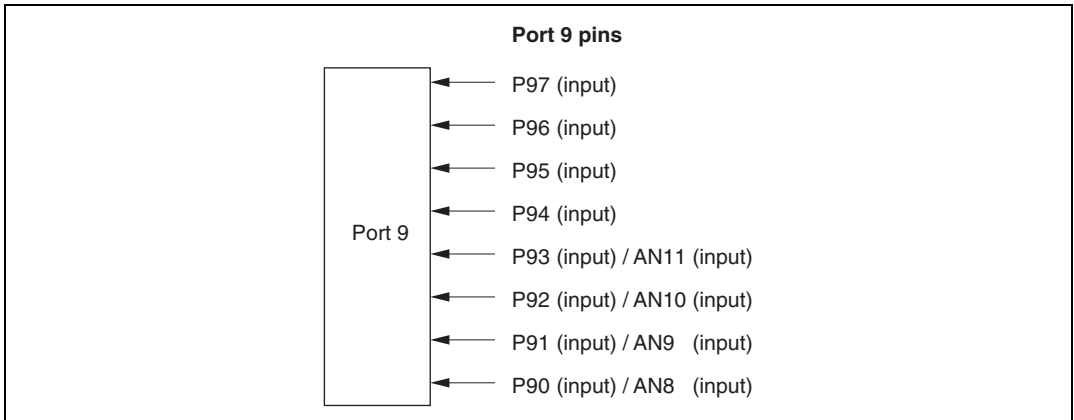 Port 9 pins
P97 (input)
P96 (input)
P95 (input)
P94 (input)
Port 9
P93 (input) / AN11 (input)
P92 (input) / AN10 (input)
P91 (input) / AN9 (input)
P90 (input) / AN8 (input)